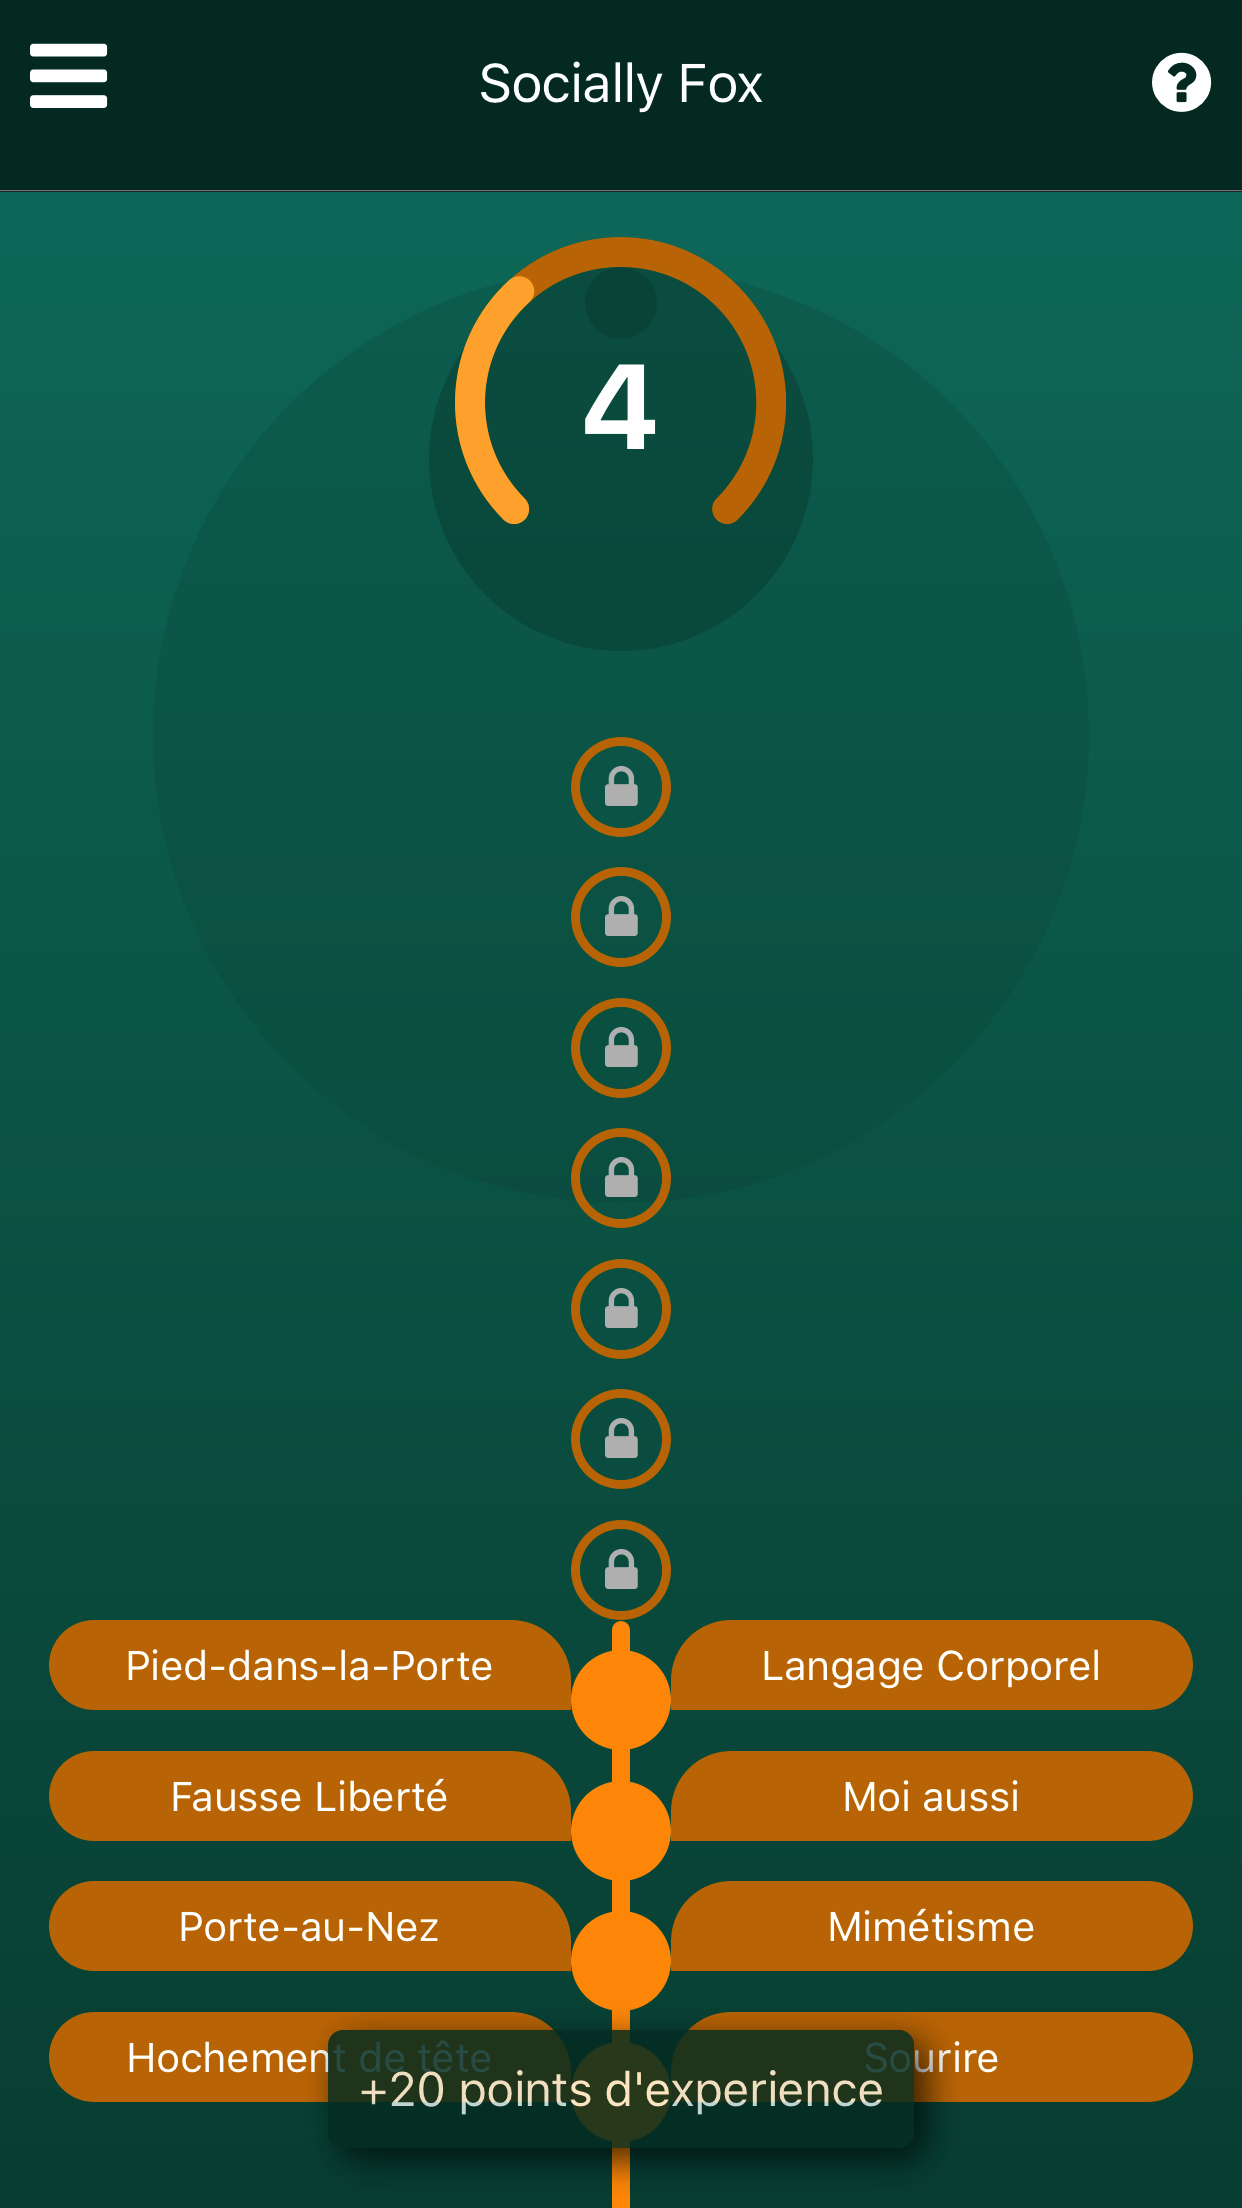 Socially Fox
4
Pied-dans-la-Porte
Langage Corporel
Fausse Liberté
Moi aussi
Porte-au-Nez
Mimétisme
Hochement de tête
Sourire
+20 points d'experience